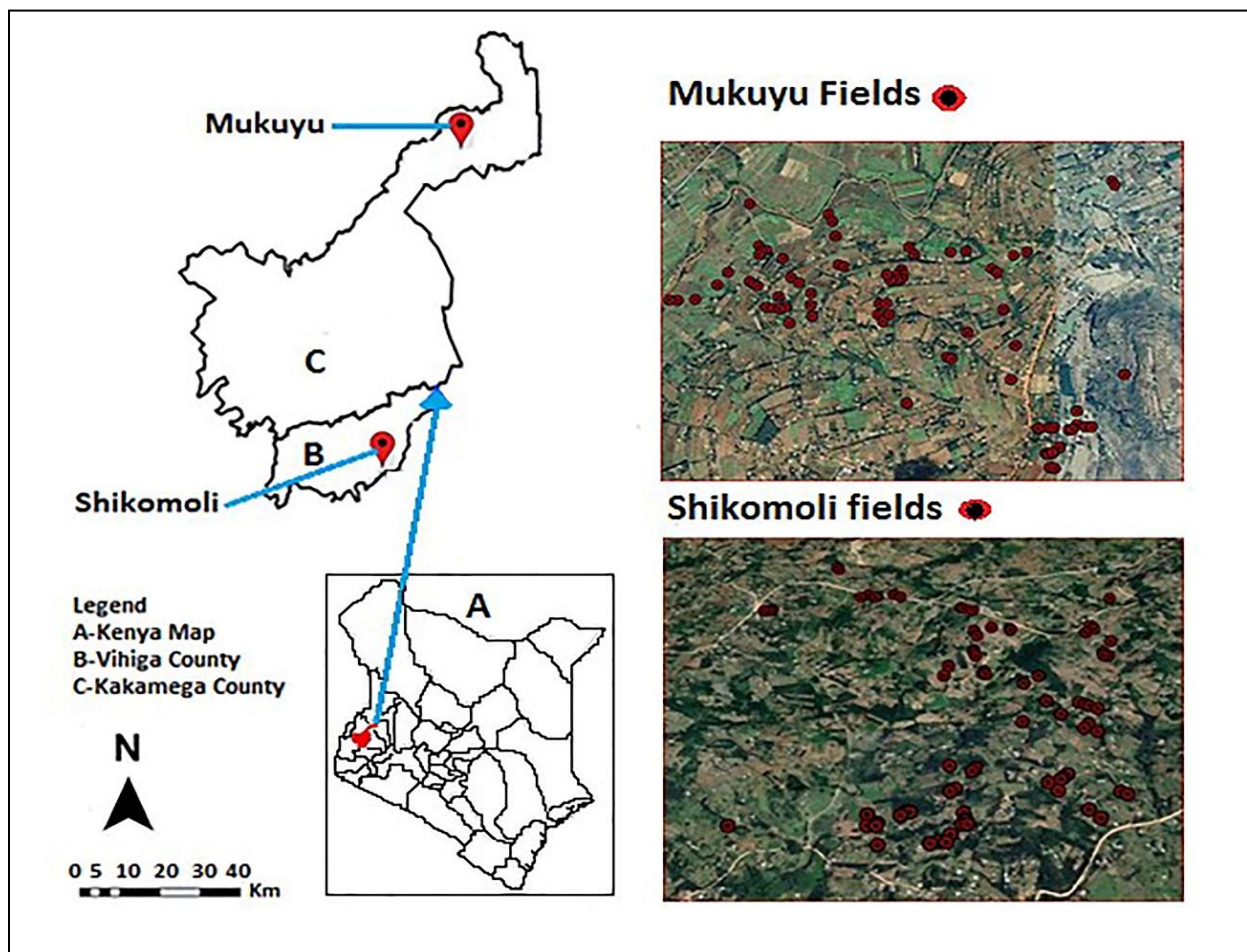 Mukuyu
C
B
Shikomoli
Legend
A-Kenya Map
B-Vihiga County
C-Kakamega County
N
0 5 10 20 30 40
Km
A
Mukuyu Fields
Shikomoli fields